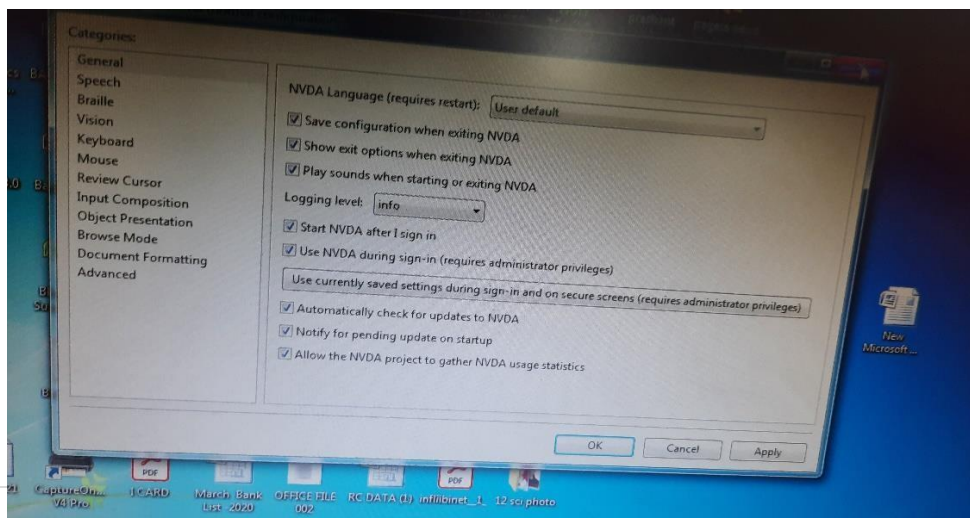 Categories:
General
Speech
Braille
Vision
Keyboard
Mouse
Review Cursor
Input Composition
Object Presentation
Browse Mode
Document Formatting
Advanced
NVDA Language (requires restart): User default
Save configuration when exiting NVDA
Show exit options when exiting NVDA
Play sounds when starting or exiting NVDA
Logging level: info
Start NVDA after I sign in
Use NVDA during sign-in (requires administrator privileges)
Use currently saved settings during sign-in and on secure screens (requires administrator privileges)
Automatically check for updates to NVDA
Notify for pending update on startup
Allow the NVDA project to gather NVDA usage statistics
OK Cancel Apply
New
Microsoft...
PDF PDF
CaptureOn... I CARD March Bank OFFICE FILE RC DATA (1) 12 sci photo
V4 Pro List -2020 002